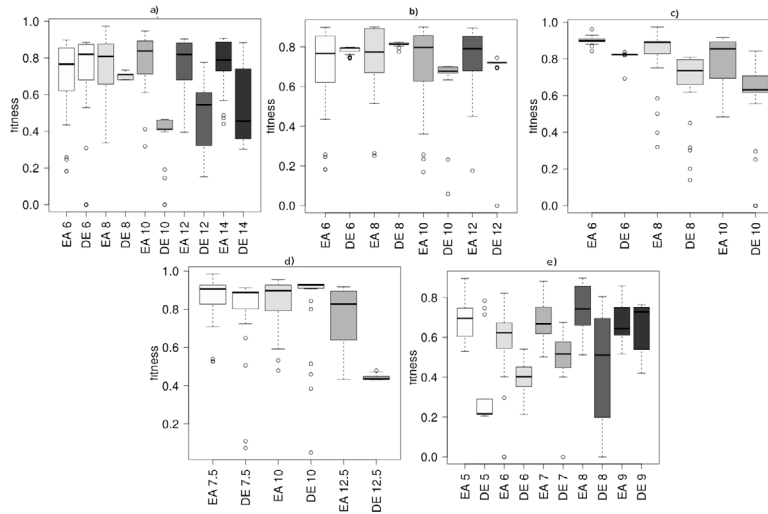 a)
fitness
1.0
0.8
0.6
0.4
0.2
0.0
EA 6
DE 6
EA 8
DE 8
EA 10
DE 10
EA 12
DE 12
EA 14
DE 14
b)
fitness
1.0
0.8
0.6
0.4
0.2
0.0
EA 6
DE 6
EA 8
DE 8
EA 10
DE 10
EA 12
DE 12
c)
fitness
1.0
0.8
0.6
0.4
0.2
0.0
EA 6
DE 6
EA 8
DE 8
EA 10
DE 10
d)
fitness
1.0
0.8
0.6
0.4
0.2
EA 7.5
DE 7.5
EA 10
DE 10
EA 12.5
DE 12.5
e)
fitness
0.8
0.6
0.4
0.2
0.0
EA 5
DE 5
EA 6
DE 6
EA 7
DE 7
EA 8
DE 8
EA 9
DE 9